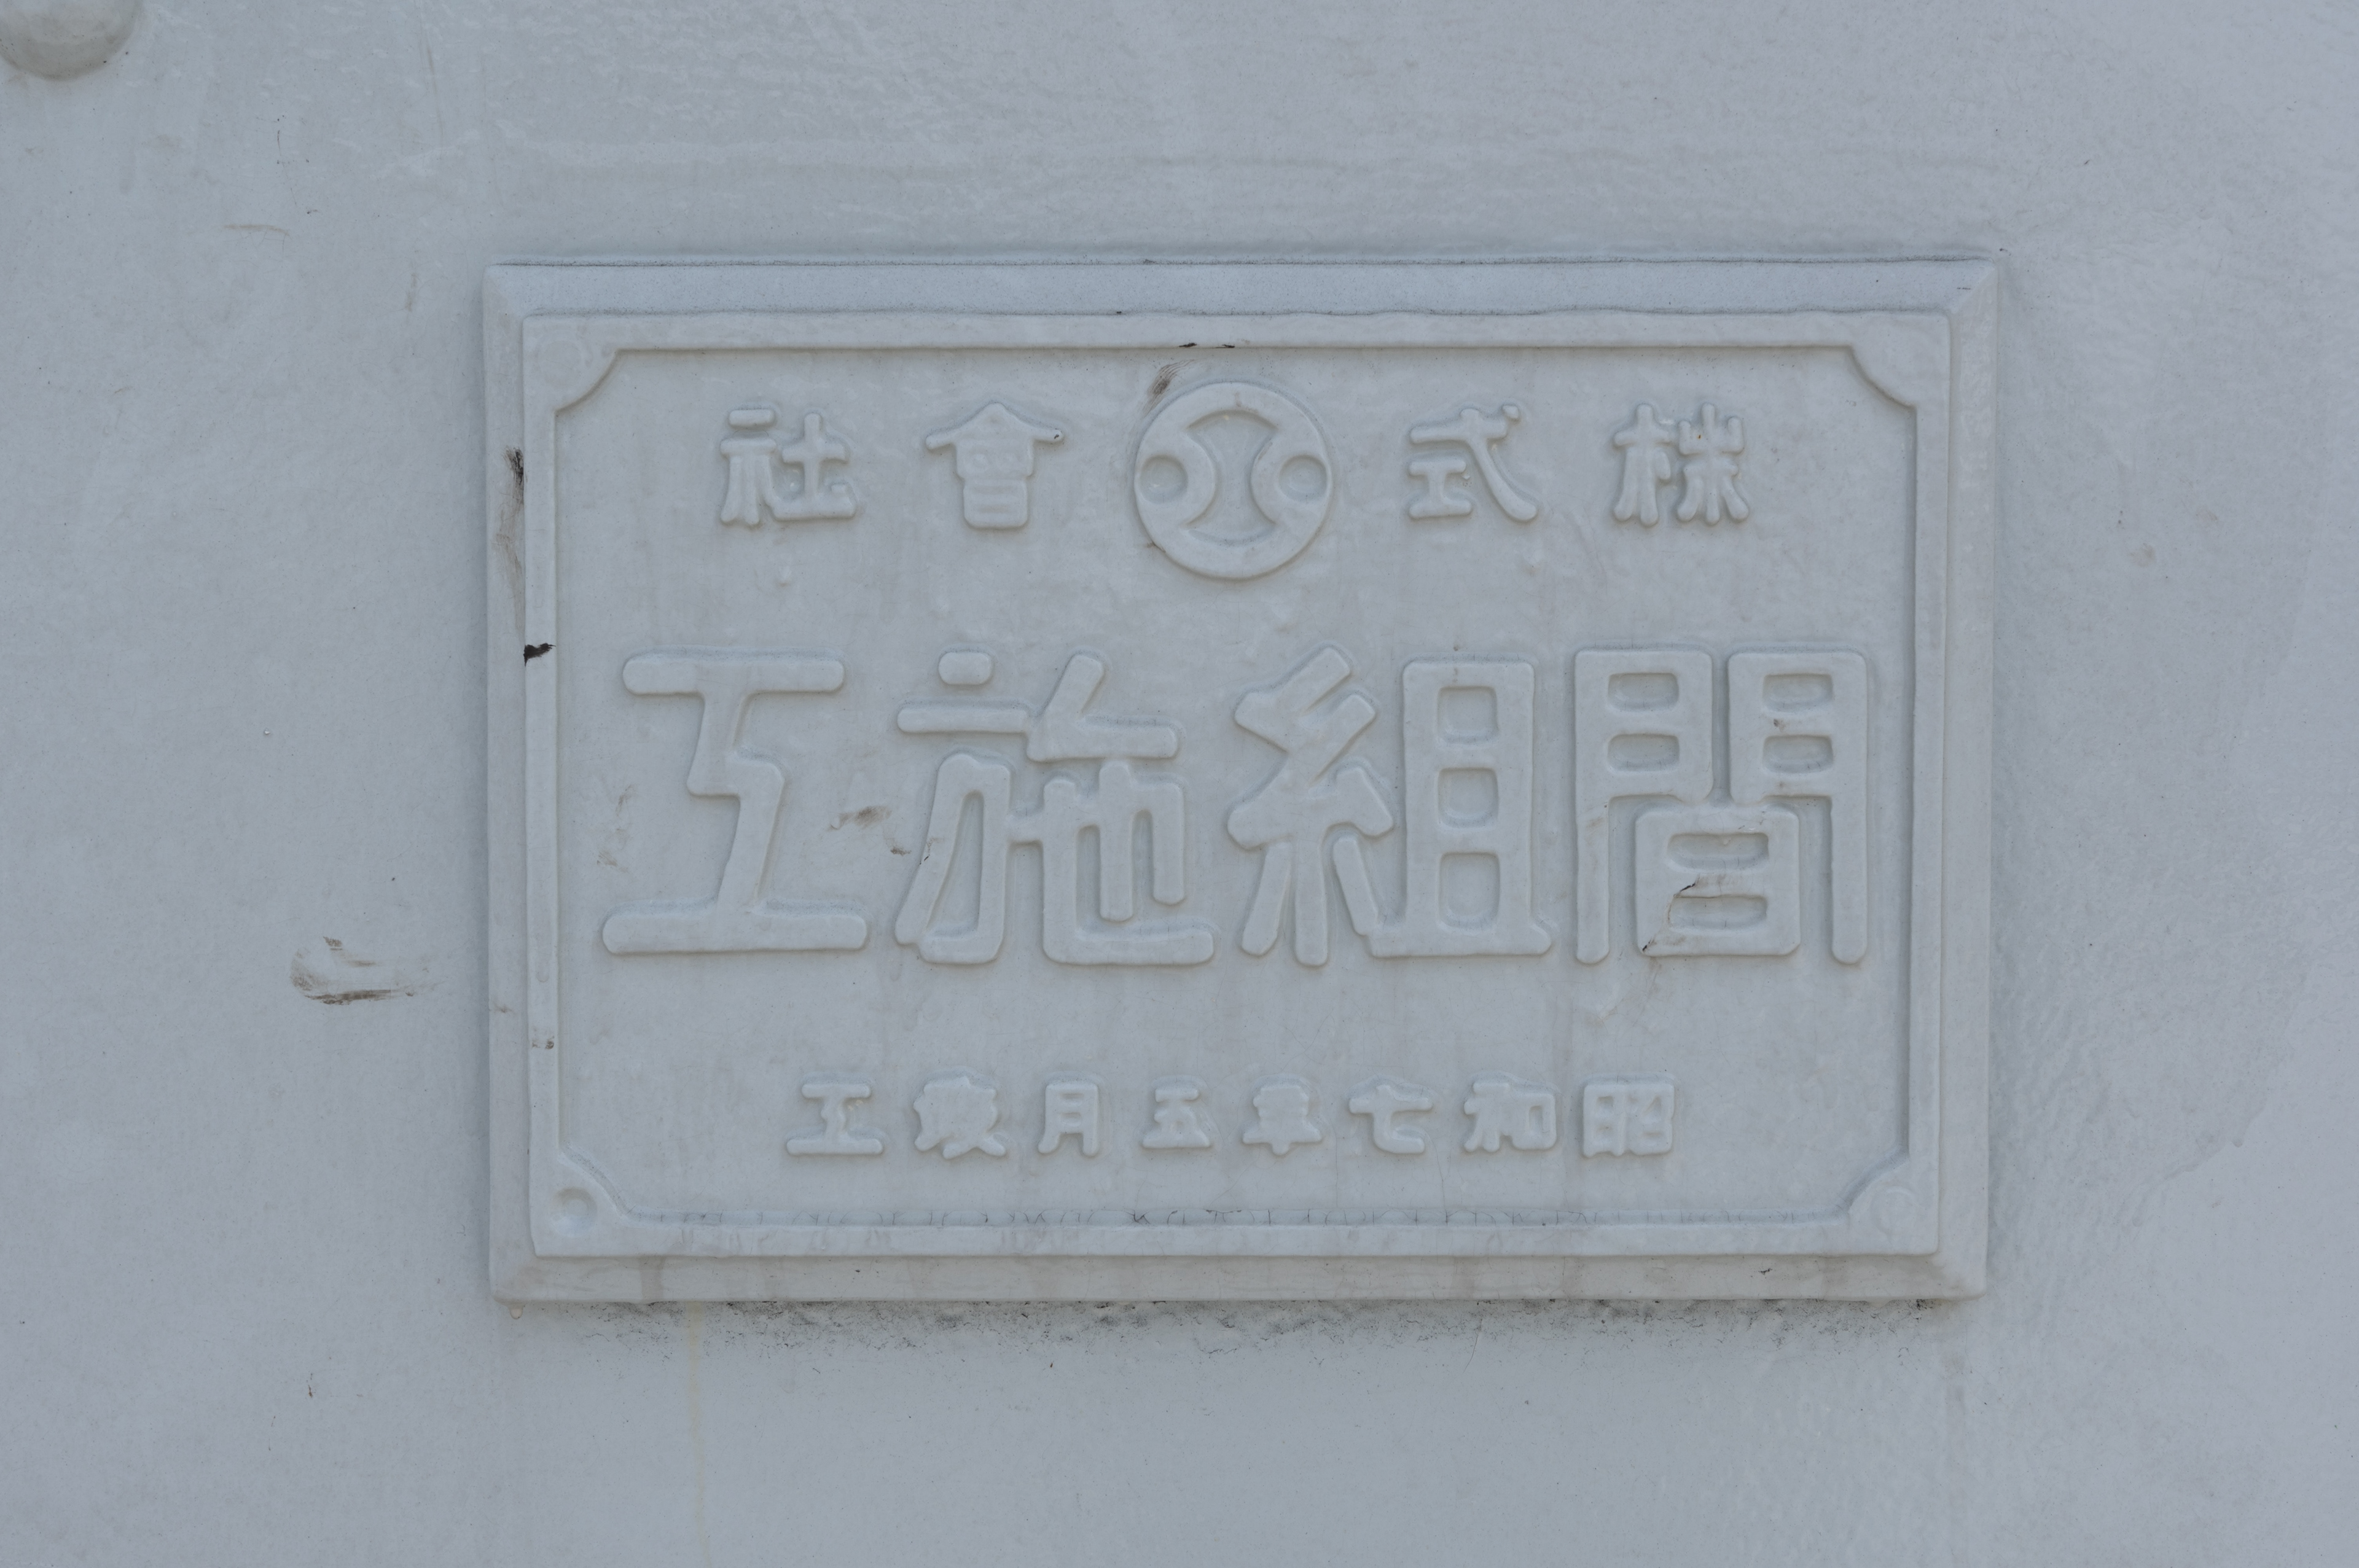 株式會社
間組施工
昭和七年五月竣工